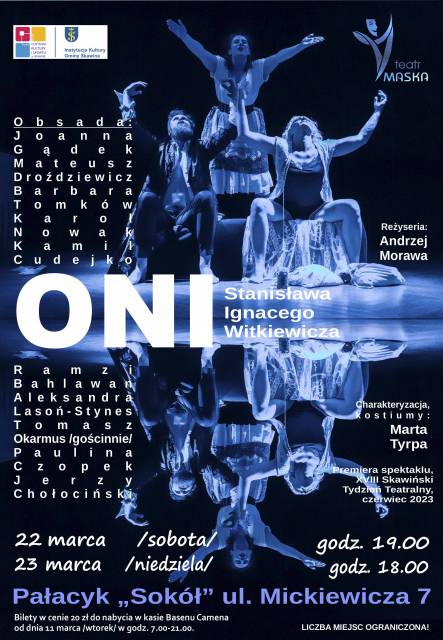 CENTRUM
KULTURY
I SPORTU
Instytucja Kultury
Gminy Skawina
teatr
MASKA
Obsada:
Joanna
Gądek
Mateusz
Droździewicz
Barbara
Tomków
Karol
Nowak
Kamil
Cudejko
Reżyseria:
Andrzej
Morawa
ONI
Stanisława
Ignacego
Witkiewicza
Ramzi
Bahlawan
Aleksandra
Lasoń-Stynes
Tomasz
Okarmus /gościnnie/
Paulina
Czopek
Jerzy
Chołociński
Charakteryzacja,
kostiumy:
Marta
Tyrpa
Premiera spektaklu,
XVIII Skawiński
Tydzień Teatralny,
czerwiec 2023
22 marca /sobota/ godz. 19.00
23 marca /niedziela/ godz. 18.00
Pałacyk „Sokół” ul. Mickiewicza 7
Bilety w cenie 20 zł do nabycia w kasie Basenu Camena
od dnia 11 marca /wtorek/ w godz. 7.00-21.00.
LICZBA MIEJSC OGRANICZONA!